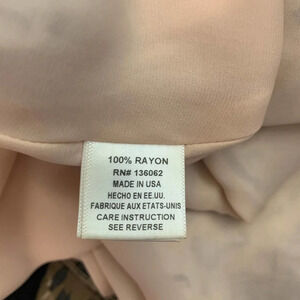 100% RAYON
RN# 136062
MADE IN USA
HECHO EN EE.UU.
FABRIQUE AUX ETATS-UNIS
CARE INSTRUCTION
SEE REVERSE